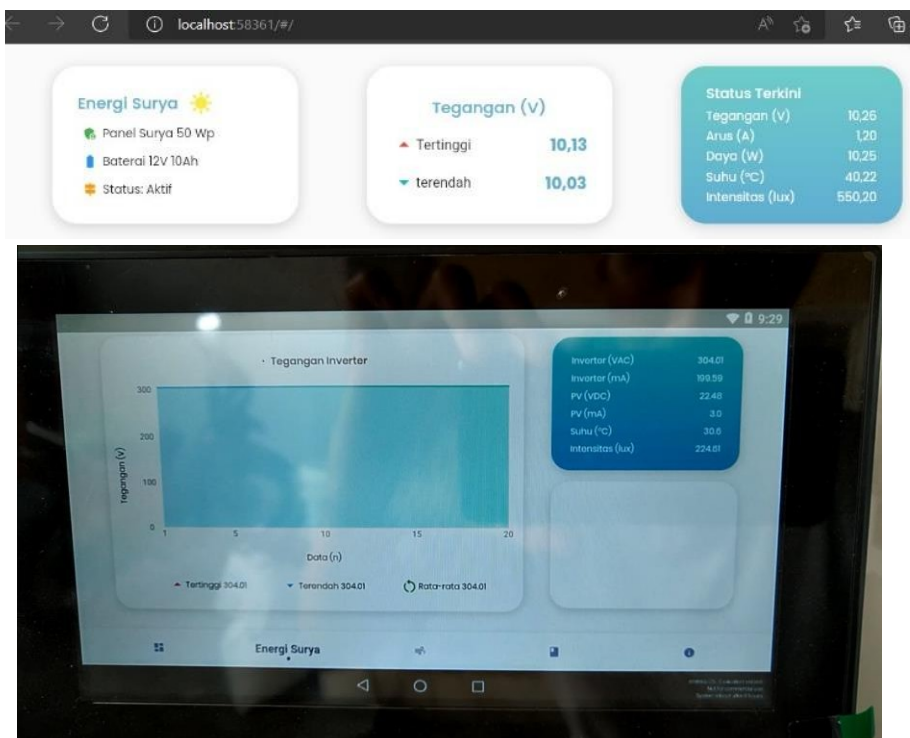 localhost:58361/#/
Energi Surya
Panel Surya 50 Wp
Baterai 12V 10Ah
Status: Aktif
Tegangan (V)
Tertinggi 10,13
terendah 10,03
Status Terkini
Tegangan (V) 10,26
Arus (A) 1,20
Daya (W) 10,25
Suhu (°C) 40,22
Intensitas (lux) 550,20
9:29
Tegangan Inverter
300
200
100
0
Tegangan (v)
1 5 10 15 20
Data (n)
Tertinggi 304.01 Terendah 304.01 Rata-rata 304.01
Inverter (VAC) 304.01
Inverter (mA) 199.59
PV (VDC) 22.48
PV (mA) 3.0
Suhu (°C) 30.6
Intensitas (lux) 224.61
Energi Surya